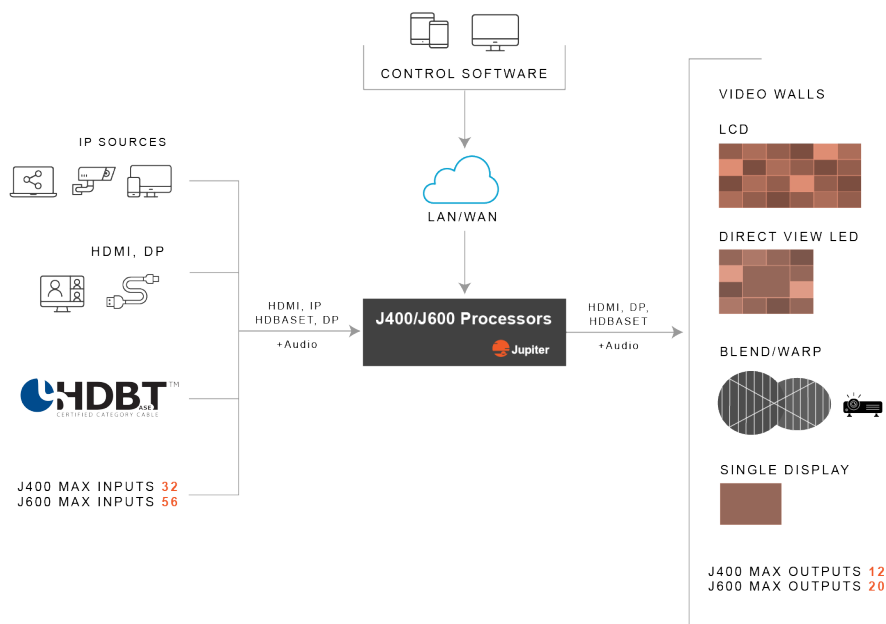 CONTROL SOFTWARE
LAN/WAN
IP SOURCES
HDMI, DP
HDBT™
ASE
CERTIFIED CATEGORY CABLE
J400 MAX INPUTS 32
J600 MAX INPUTS 56
HDMI, IP
HDBASET, DP
+Audio
J400/J600 Processors
Jupiter
HDMI, DP,
HDBASET
+Audio
VIDEO WALLS
LCD
DIRECT VIEW LED
BLEND/WARP
SINGLE DISPLAY
J400 MAX OUTPUTS 12
J600 MAX OUTPUTS 20